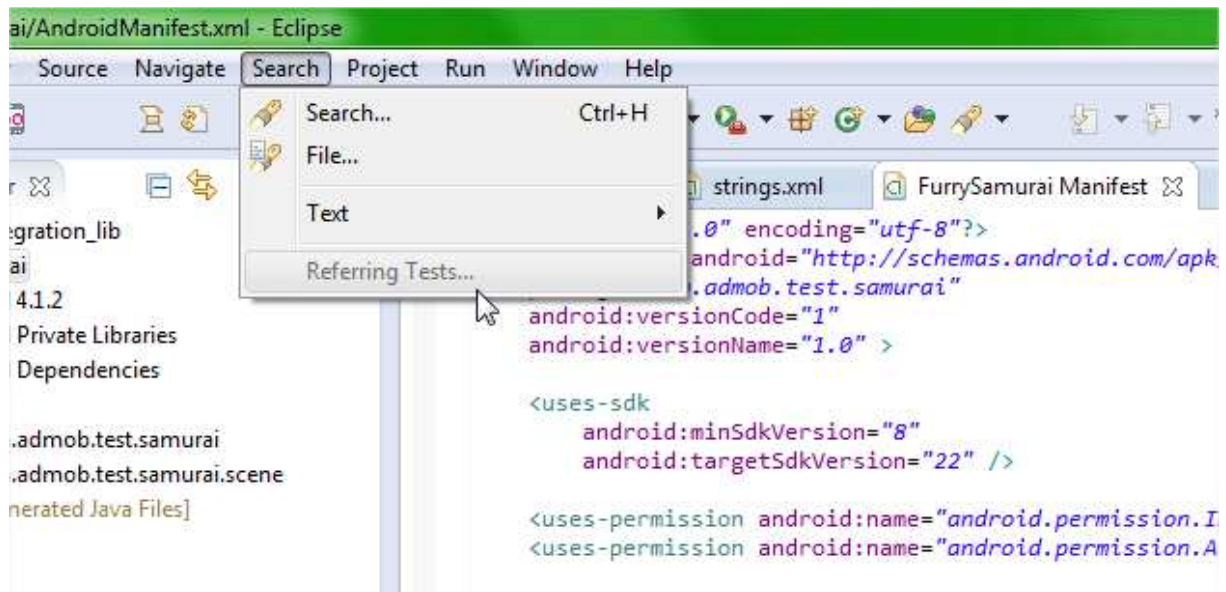 ai/AndroidManifest.xml - Eclipse
Source Navigate Search Project Run Window Help
Search... Ctrl+H
File...
Text
Referring Tests...
strings.xml
FurrySamurai Manifest
egration_lib
ai
4.1.2
Private Libraries
Dependencies
.admob.test.samurai
.admob.test.samurai.scene
nerated Java Files]
.0" encoding="utf-8"?>
android="http://schemas.android.com/apk
.admob.test.samurai"
android:versionCode="1"
android:versionName="1.0" >
<uses-sdk
android:minSdkVersion="8"
android:targetSdkVersion="22" />
<uses-permission android:name="android.permission.I
<uses-permission android:name="android.permission.A